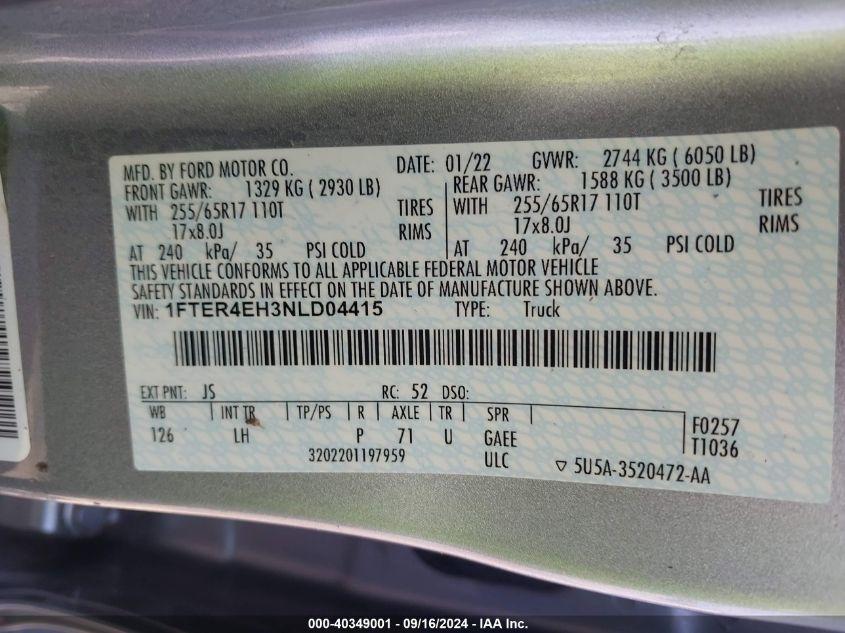 MFD. BY FORD MOTOR CO. DATE: 01/22 GVWR: 2744 KG ( 6050 LB)
FRONT GAWR: 1329 KG ( 2930 LB) REAR GAWR: 1588 KG ( 3500 LB)
WITH 255/65R17 110T TIRES WITH 255/65R17 110T TIRES
17x8.0J RIMS 17x8.0J RIMS
AT 240 kPa/ 35 PSI COLD AT 240 kPa/ 35 PSI COLD
THIS VEHICLE CONFORMS TO ALL APPLICABLE FEDERAL MOTOR VEHICLE
SAFETY STANDARDS IN EFFECT ON THE DATE OF MANUFACTURE SHOWN ABOVE.
VIN: 1FTER4EH3NLD04415 TYPE: Truck
EXT PNT: JS RC: 52 DSO:
WB INT TR TP/PS R AXLE TR SPR F0257
126 LH P 71 U GAEE T1036
3202201197959 ULC ▽ 5U5A-3520472-AA
000-40349001 - 09/16/2024 - IAA Inc.